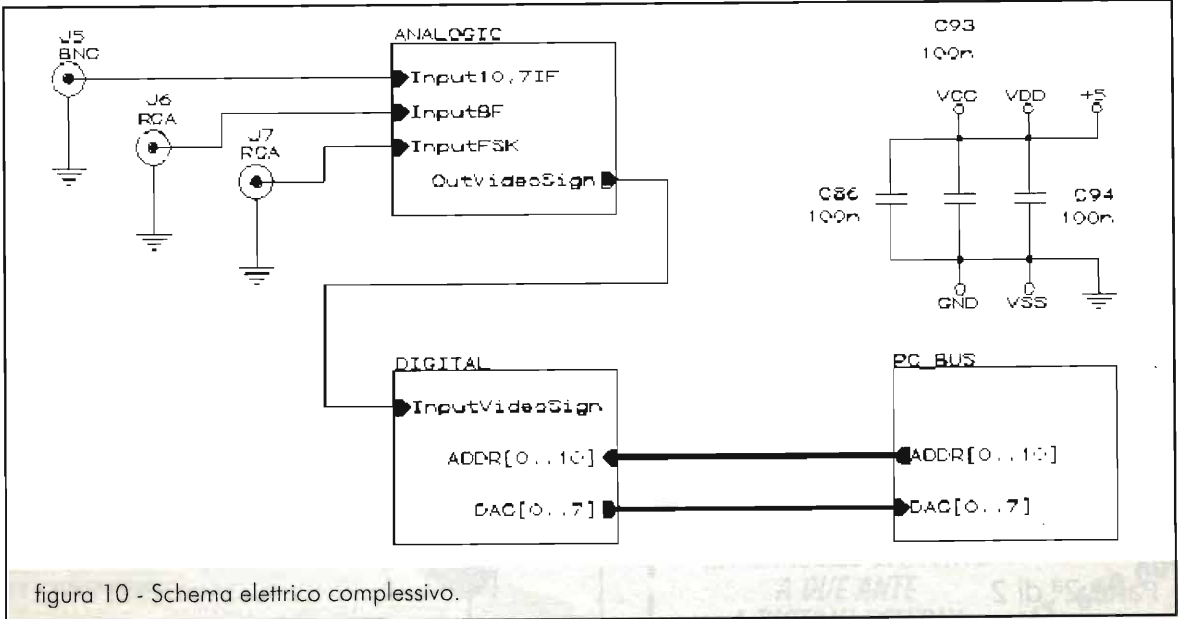 J5
BNC
J6
RCA
J7
RCA
ANALOGIC
Input10,7IF
InputBF
InputFSK
OutVideoSign
C93
100n
VCC
VDD
+5
C86
100n
C94
100n
GND
VSS
DIGITAL
InputVideoSign
ADDR[0..10]
DAC[0..7]
PC_BUS
ADDR[0..10]
DAC[0..7]
figura 10 - Schema elettrico complessivo.